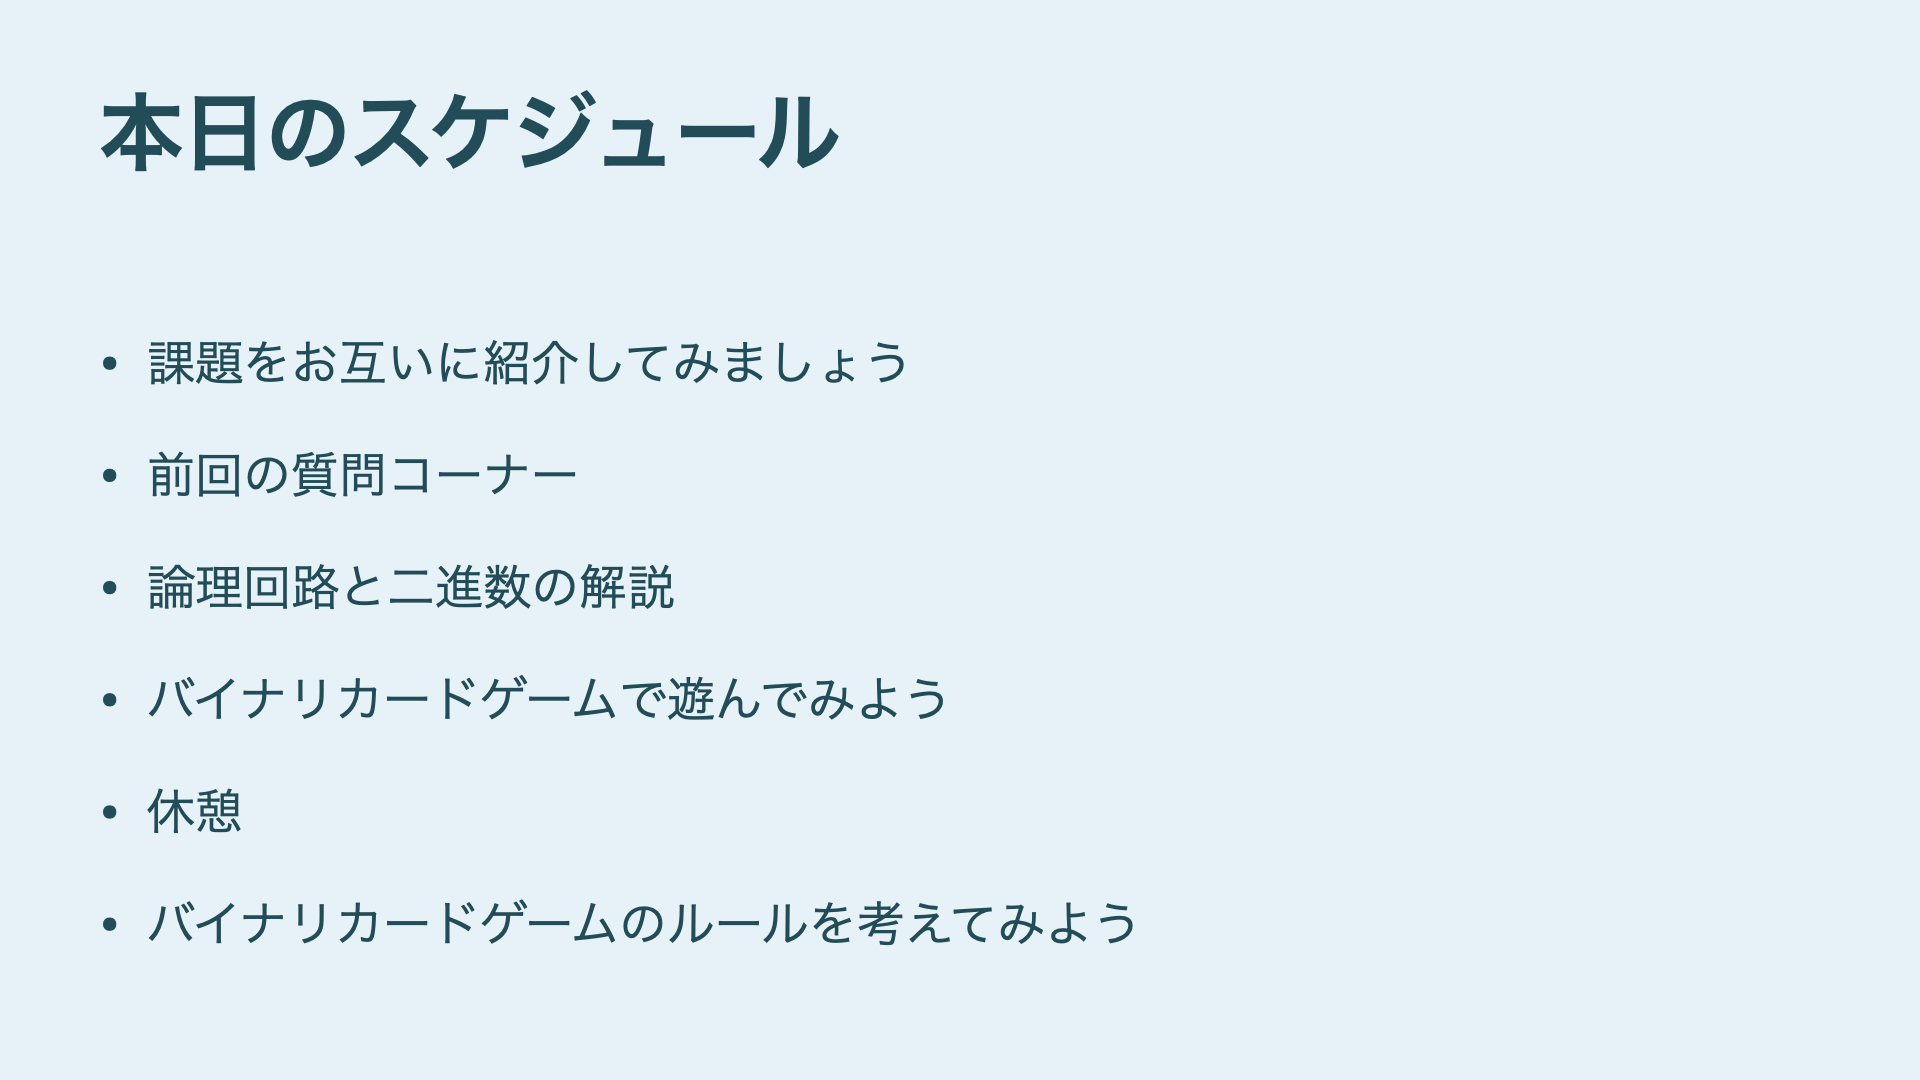 本日のスケジュール
• 課題をお互いに紹介してみましょう
• 前回の質問コーナー
• 論理回路と二進数の解説
• バイナリカードゲームで遊んでみよう
• 休憩
• バイナリカードゲームのルールを考えてみよう